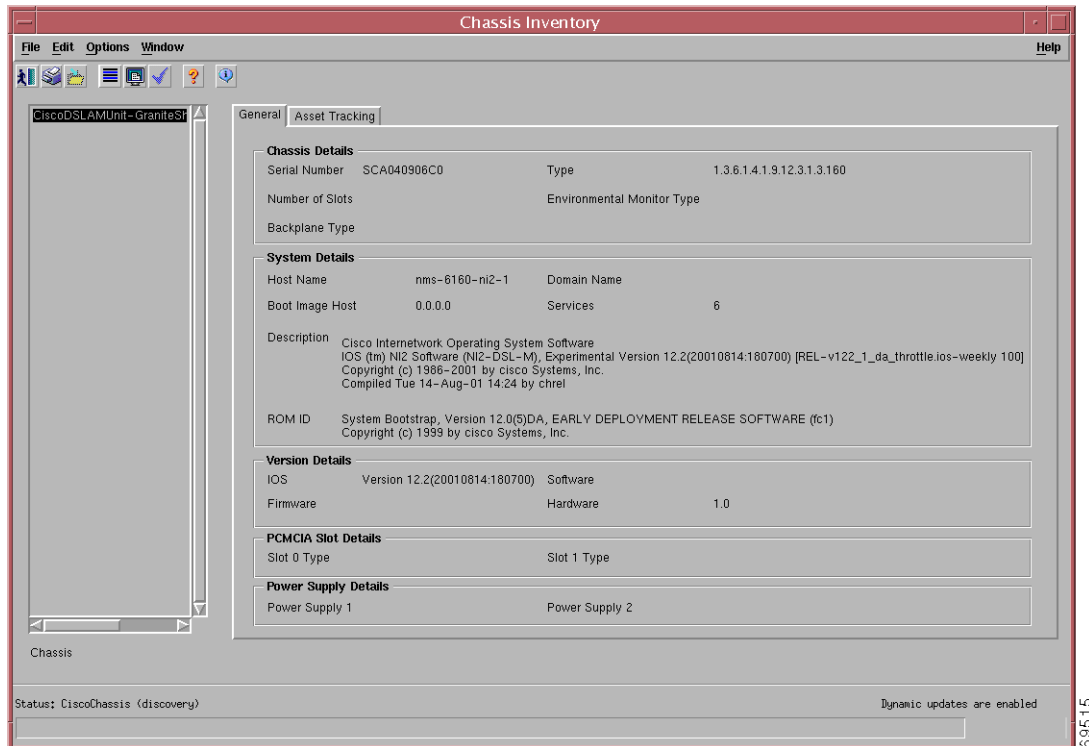 Chassis Inventory
File Edit Options Window Help
CiscoDSLAMUnit-GraniteSh
General Asset Tracking
Chassis Details
Serial Number SCA040906C0 Type 1.3.6.1.4.1.9.12.3.1.3.160
Number of Slots Environmental Monitor Type
Backplane Type
System Details
Host Name nms-6160-ni2-1 Domain Name
Boot Image Host 0.0.0.0 Services 6
Description Cisco Internetwork Operating System Software
IOS (tm) NI2 Software (NI2-DSL-M), Experimental Version 12.2(20010814:180700) [REL-v122_1_da_throttle.ios-weekly 100]
Copyright (c) 1986-2001 by cisco Systems, Inc.
Compiled Tue 14-Aug-01 14:24 by chrel
ROM ID System Bootstrap, Version 12.0(5)DA, EARLY DEPLOYMENT RELEASE SOFTWARE (fc1)
Copyright (c) 1999 by cisco Systems, Inc.
Version Details
IOS Version 12.2(20010814:180700) Software
Firmware Hardware 1.0
PCMCIA Slot Details
Slot 0 Type Slot 1 Type
Power Supply Details
Power Supply 1 Power Supply 2
Chassis
Status: CiscoChassis (discovery) Dynamic updates are enabled
69515